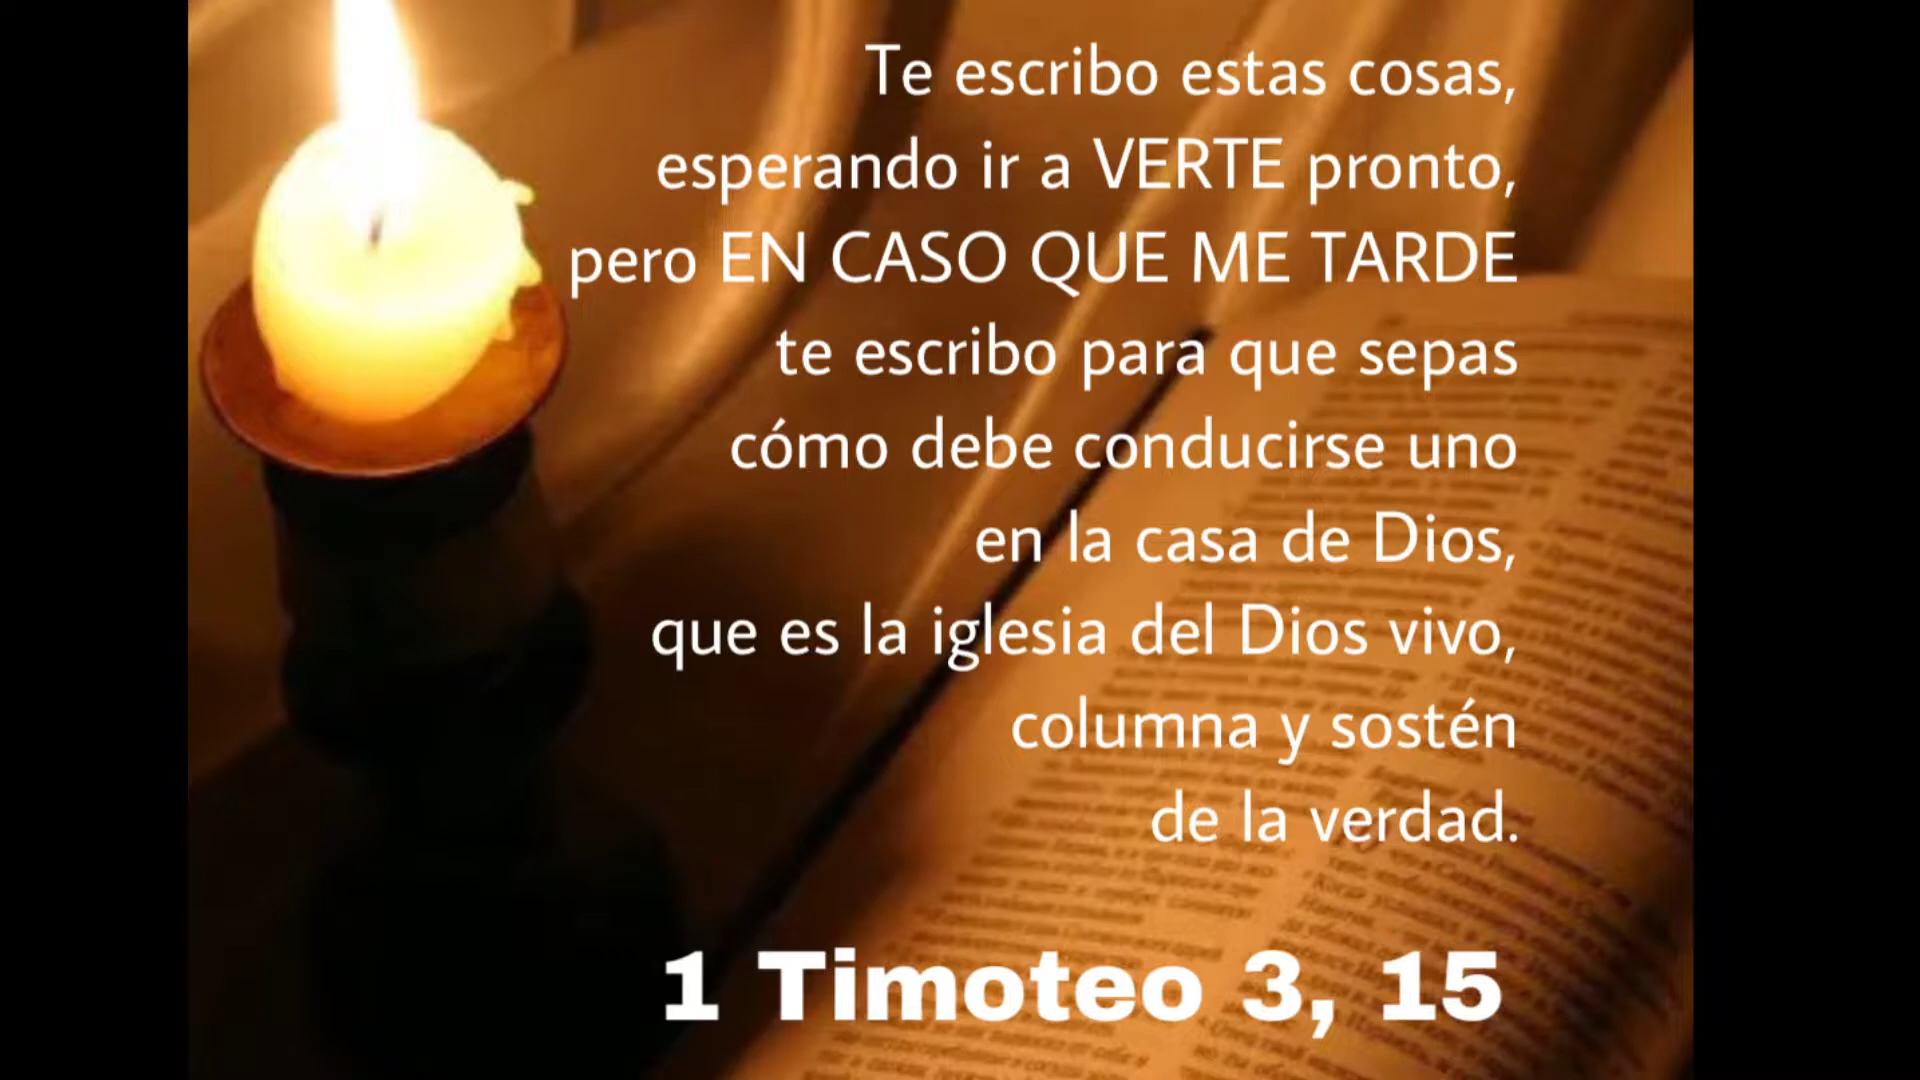 Te escribo estas cosas,
esperando ir a VERTE pronto,
pero EN CASO QUE ME TARDE
te escribo para que sepas
cómo debe conducirse uno
en la casa de Dios,
que es la iglesia del Dios vivo,
columna y sostén
de la verdad.
1 Timoteo 3, 15